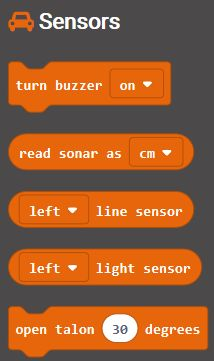 Sensors
turn buzzer on
read sonar as cm
left line sensor
left light sensor
open talon 30 degrees